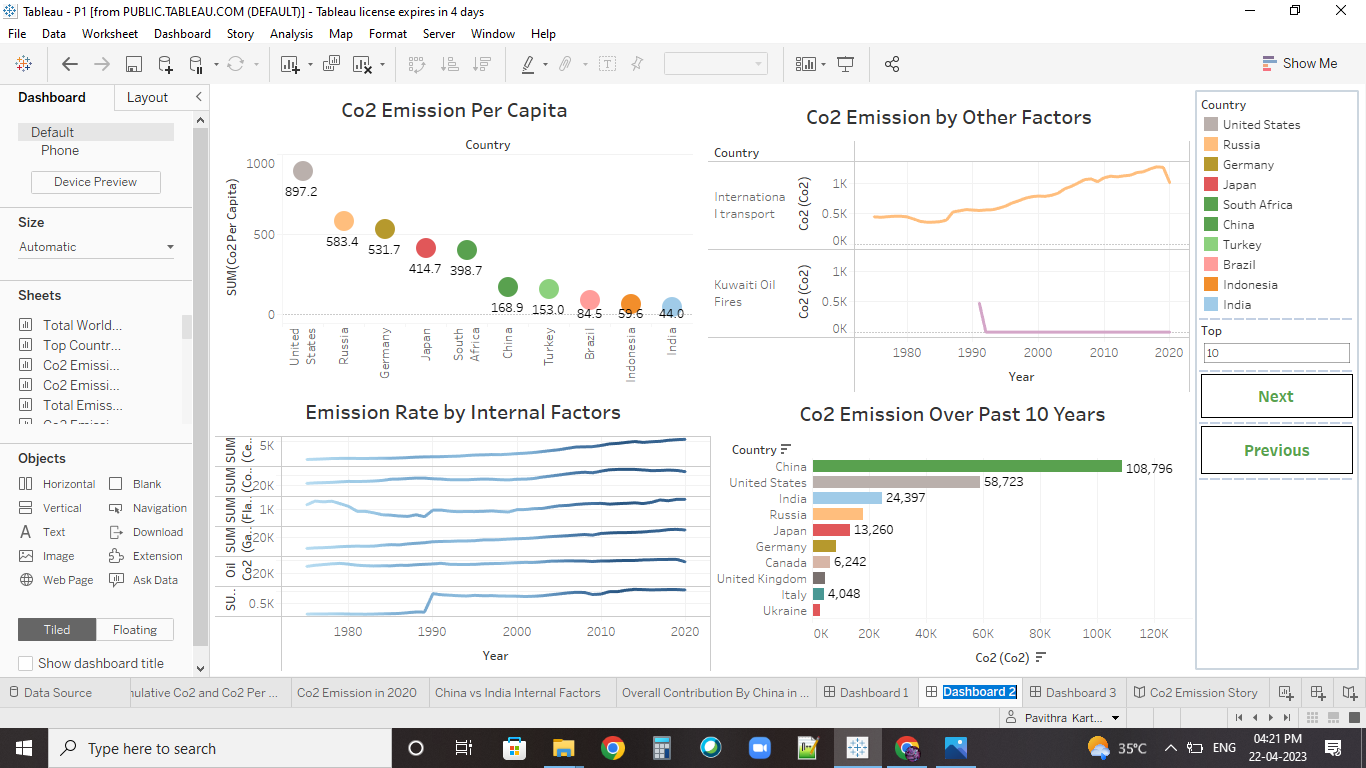 Tableau - P1 [from PUBLIC.TABLEAU.COM (DEFAULT)] - Tableau license expires in 4 days
File Data Worksheet Dashboard Story Analysis Map Format Server Window Help
Show Me
Dashboard Layout
Default
Phone
Device Preview
Size
Automatic
Sheets
Total World...
Top Countr...
Co2 Emissi...
Co2 Emissi...
Total Emiss...
Co2 Emissi...
Objects
Horizontal Blank
Vertical Navigation
Text Download
Image Extension
Web Page Ask Data
Tiled Floating
Show dashboard title
Co2 Emission Per Capita
Country
SUM(Co2 Per Capita)
1000
500
0
897.2
583.4
531.7
414.7
398.7
168.9
153.0
84.5
59.6
44.0
United States
Russia
Germany
Japan
South Africa
China
Turkey
Brazil
Indonesia
India
Co2 Emission by Other Factors
Country
Internationa
l transport
Co2 (Co2)
1K
0.5K
0K
Kuwaiti Oil
Fires
Co2 (Co2)
1K
0.5K
0K
1980 1990 2000 2010 2020
Year
Emission Rate by Internal Factors
SUM (Ce..
5K
SUM (Co..
20K
SUM (Fla..
1K
SUM (Ga..
20K
Oil Co2
20K
SU..
0.5K
1980 1990 2000 2010 2020
Year
Co2 Emission Over Past 10 Years
Country
China 108,796
United States 58,723
India 24,397
Russia
Japan 13,260
Germany
Canada 6,242
United Kingdom
Italy 4,048
Ukraine
0K 20K 40K 60K 80K 100K 120K
Co2 (Co2)
Country
United States
Russia
Germany
Japan
South Africa
China
Turkey
Brazil
Indonesia
India
Top
10
Next
Previous
Data Source nulative Co2 and Co2 Per ... Co2 Emission in 2020 China vs India Internal Factors Overall Contribution By China in ... Dashboard 1 Dashboard 2 Dashboard 3 Co2 Emission Story
Pavithra Kart...
Type here to search
35°C ENG
04:21 PM
22-04-2023